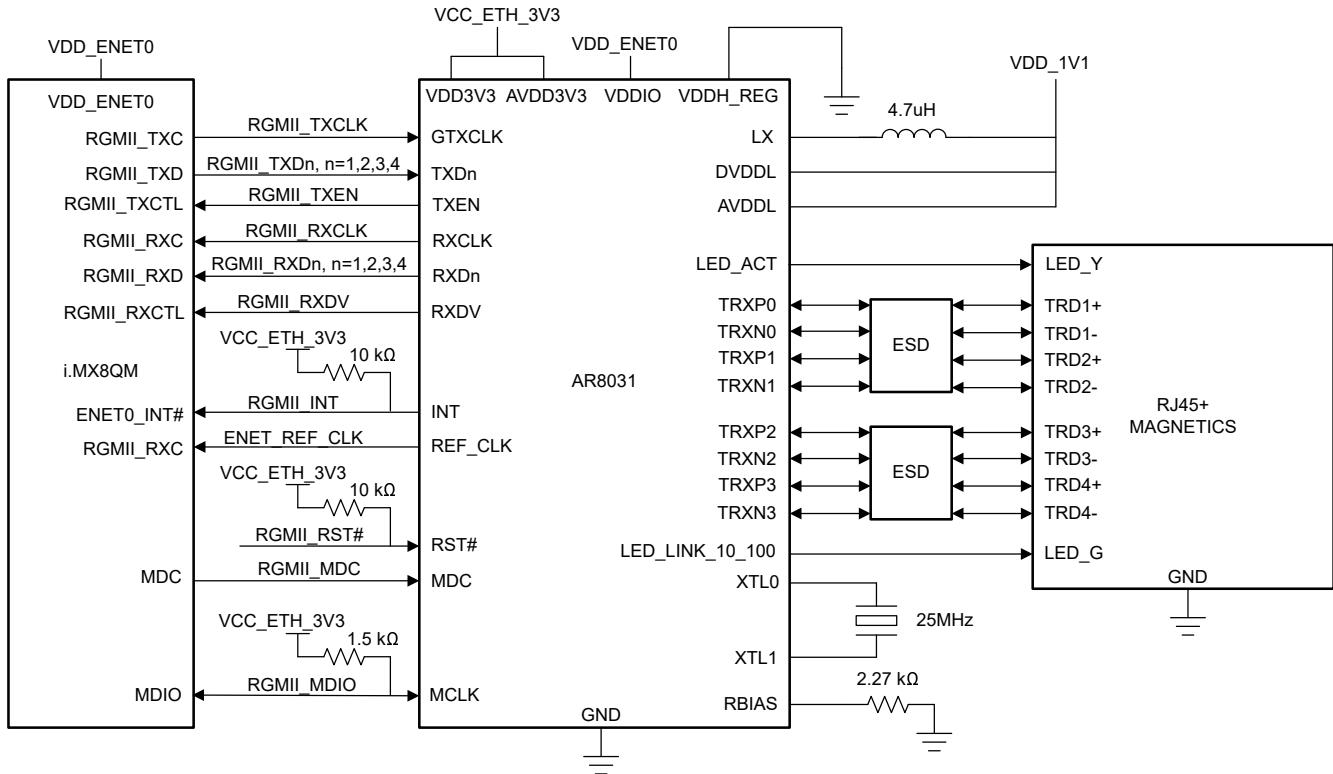 VCC_ETH_3V3
VDD_ENET0
VDD_ENET0
VDD_1V1
VDD_ENET0
VDD3V3
AVDD3V3
VDDIO
VDDH_REG
4.7uH
RGMII_TXC
RGMII_TXCLK
GTXCLK
LX
RGMII_TXD
RGMII_TXDn, n=1,2,3,4
TXDn
DVDDL
RGMII_TXCTL
RGMII_TXEN
TXEN
AVDDL
RGMII_RXC
RGMII_RXCLK
RXCLK
RGMII_RXD
RGMII_RXDn, n=1,2,3,4
RXDn
LED_ACT
LED_Y
RGMII_RXCTL
RGMII_RXDV
RXDV
TRXP0
TRD1+
TRXN0
TRD1-
ESD
TRXP1
TRD2+
TRXN1
TRD2-
VCC_ETH_3V3
10 kΩ
i.MX8QM
AR8031
RJ45+
MAGNETICS
ENET0_INT#
RGMII_INT
INT
RGMII_RXC
ENET_REF_CLK
REF_CLK
TRXP2
TRD3+
TRXN2
TRD3-
ESD
TRXP3
TRD4+
TRXN3
TRD4-
VCC_ETH_3V3
10 kΩ
RGMII_RST#
RST#
LED_LINK_10_100
LED_G
MDC
RGMII_MDC
MDC
XTL0
GND
25MHz
VCC_ETH_3V3
1.5 kΩ
XTL1
MDIO
RGMII_MDIO
MCLK
2.27 kΩ
RBIAS
GND